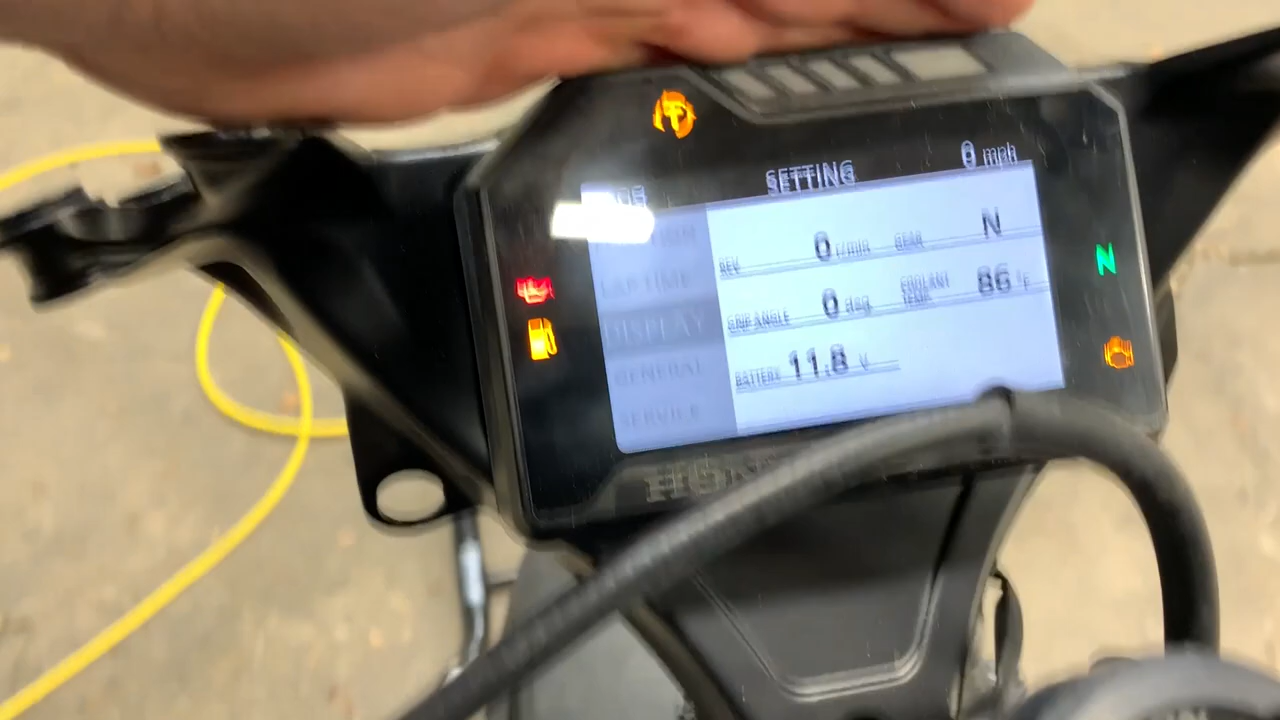 SETTING
0 mph
LAP TIME
DISPLAY
GENERAL
SERVICE
REV 0 r/min GEAR N
GRIP ANGLE 0 deg COOLANT TEMP. 86 °F
BATTERY 11.8 V
N